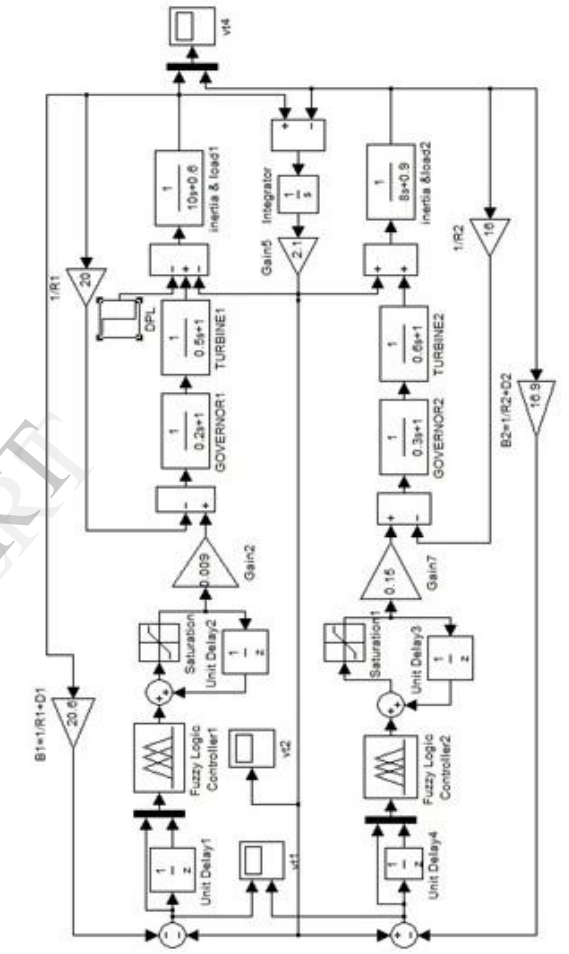 B1=1/R1+D1
20.6
1/R1
20
vt4
- -
1
z
Unit Delay1
Fuzzy Logic
Controller1
++
Saturation
1
z
Unit Delay2
0.009
Gain2
-
+
1
0.2s+1
GOVERNOR1
1
0.5s+1
TURBINE1
DPL
-
+
-
1
10s+0.6
inertia & load1
vt1
vt2
2.1
Gain5
1
s
Integrator
+
-
+ -
1
z
Unit Delay4
Fuzzy Logic
Controller2
++
Saturation1
1
z
Unit Delay3
0.15
Gain7
+
-
1
0.3s+1
GOVERNOR2
1
0.6s+1
TURBINE2
+
+
1
8s+0.9
inertia &load2
16
1/R2
B2=1/R2+D2
16.9